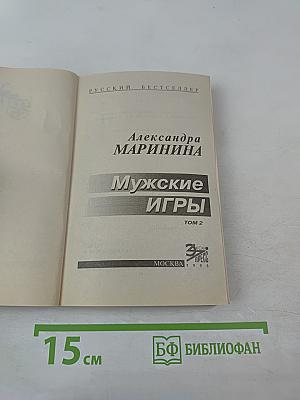 РУССКИЙ БЕСТСЕЛЛЕР
Александра
МАРИНИНА
Мужские
ИГРЫ
ТОМ 2
МОСКВА
15 см
БФ БИБЛИОФАН